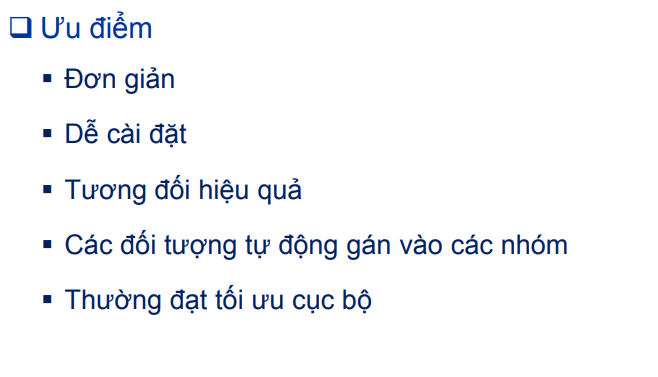 ❑ Ưu điểm
▪ Đơn giản
▪ Dễ cài đặt
▪ Tương đối hiệu quả
▪ Các đối tượng tự động gán vào các nhóm
▪ Thường đạt tối ưu cục bộ